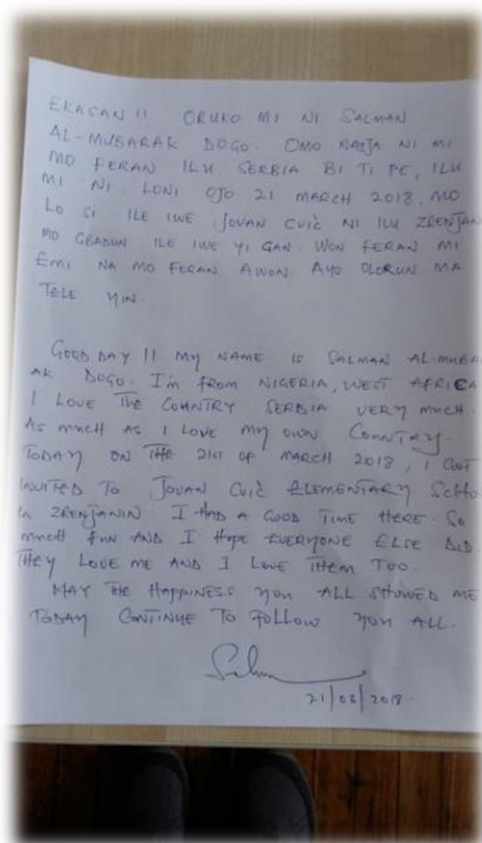 EKASAN !! ORUKO MI NI SALMAN
AL-MUBARAK DOGO. OMO NAIJA NI MI
MO FERAN ILU SERBIA BI TI PE, ILU
MI NI. LONI OJO 21 MARCH 2018, MO
LO SI ILE IWE JOVAN CVIČ NI ILU ZRENJAN
MO GBADUN ILE IWE YI GAN. WON FERAN MI
EMI NA MO FERAN AWON. AYO OLORUN MA
TELE YIN.
GOOD DAY !! MY NAME IS SALMAN AL-MUBA
AK DOGO. I'm FROM NIGERIA, WEST AFRICA
I LOVE THE COUNTRY SERBIA VERY MUCH.
AS MUCH AS I LOVE MY OWN COUNTRY.
TODAY ON THE 21ST OF MARCH 2018, I GOT
INVITED TO JOVAN CVIČ ELEMENTARY SCHO
IN ZRENJANIN. I HAD A GOOD TIME HERE. SO
MUCH FUN AND I HOPE EVERYONE ELSE DID
THEY LOVE ME AND I LOVE THEM TOO.
MAY THE HAPPINESS YOU ALL SHOWED ME
TODAY CONTINUE TO FOLLOW YOU ALL.
21/03/2018.